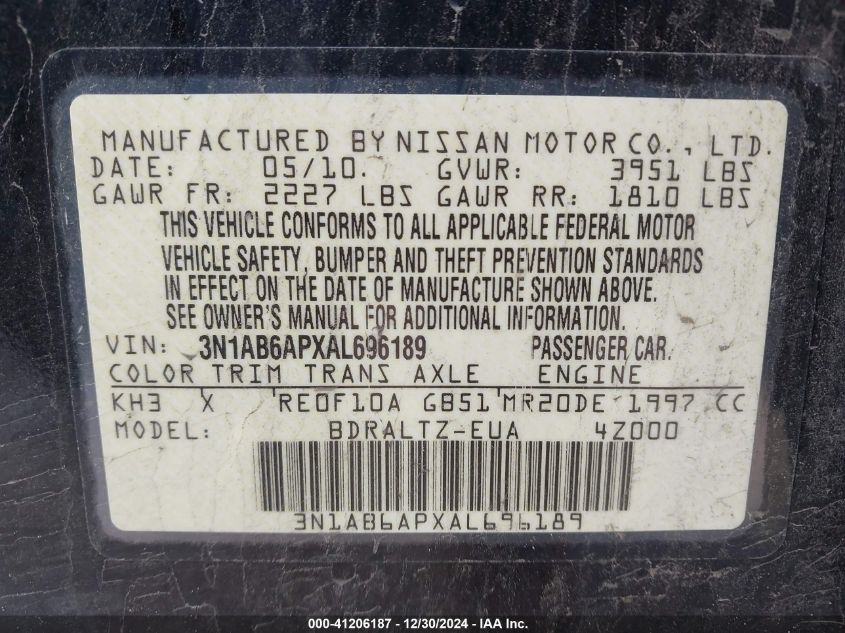 MANUFACTURED BY NISSAN MOTOR CO., LTD.
DATE: 05/10. GVWR: 3951 LBS
GAWR FR: 2227 LBS GAWR RR: 1810 LBS
THIS VEHICLE CONFORMS TO ALL APPLICABLE FEDERAL MOTOR
VEHICLE SAFETY, BUMPER AND THEFT PREVENTION STANDARDS
IN EFFECT ON THE DATE OF MANUFACTURE SHOWN ABOVE.
SEE OWNER'S MANUAL FOR ADDITIONAL INFORMATION.
VIN: 3N1AB6APXAL696189 PASSENGER CAR.
COLOR TRIM TRANS AXLE ENGINE
KH3 X RE0F10A GB51 MR20DE 1997 CC
MODEL: BDRALTZ-EUA 4Z000
3N1AB6APXAL696189
000-41206187 - 12/30/2024 - IAAI Inc.